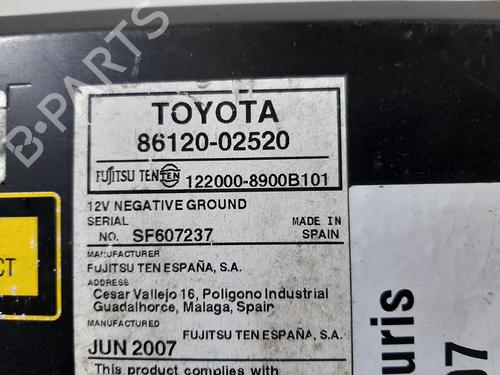 B-PARTS
TOYOTA
86120-02520
FUJITSU TEN TEN 122000-8900B101
12V NEGATIVE GROUND
SERIAL
NO. SF607237
MADE IN
SPAIN
MANUFACTURER
FUJITSU TEN ESPAÑA, S.A.
ADDRESS
Cesar Vallejo 16, Poligono Industrial
Guadalhorce, Malaga, Spain
MANUFACTURED
FUJITSU TEN ESPAÑA, S.A.
JUN 2007
This product complies with
CT
uris
07